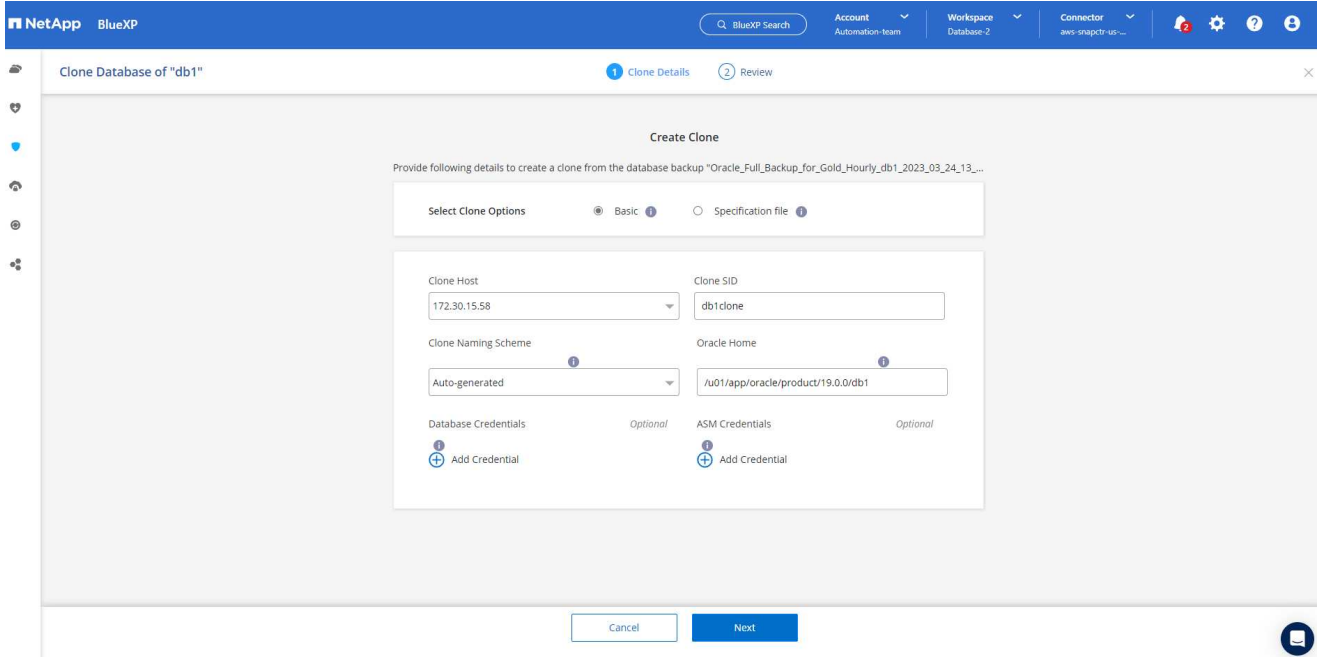 NetApp BlueXP
BlueXP Search
Account
Automation-team
Workspace
Database-2
Connector
aws-snapctr-us-...
2
Clone Database of "db1"
1 Clone Details
2 Review
Create Clone
Provide following details to create a clone from the database backup "Oracle_Full_Backup_for_Gold_Hourly_db1_2023_03_24_13_...
Select Clone Options
Basic
Specification file
Clone Host
Clone SID
172.30.15.58
db1clone
Clone Naming Scheme
Oracle Home
Auto-generated
/u01/app/oracle/product/19.0.0/db1
Database Credentials Optional
ASM Credentials Optional
Add Credential
Add Credential
Cancel
Next